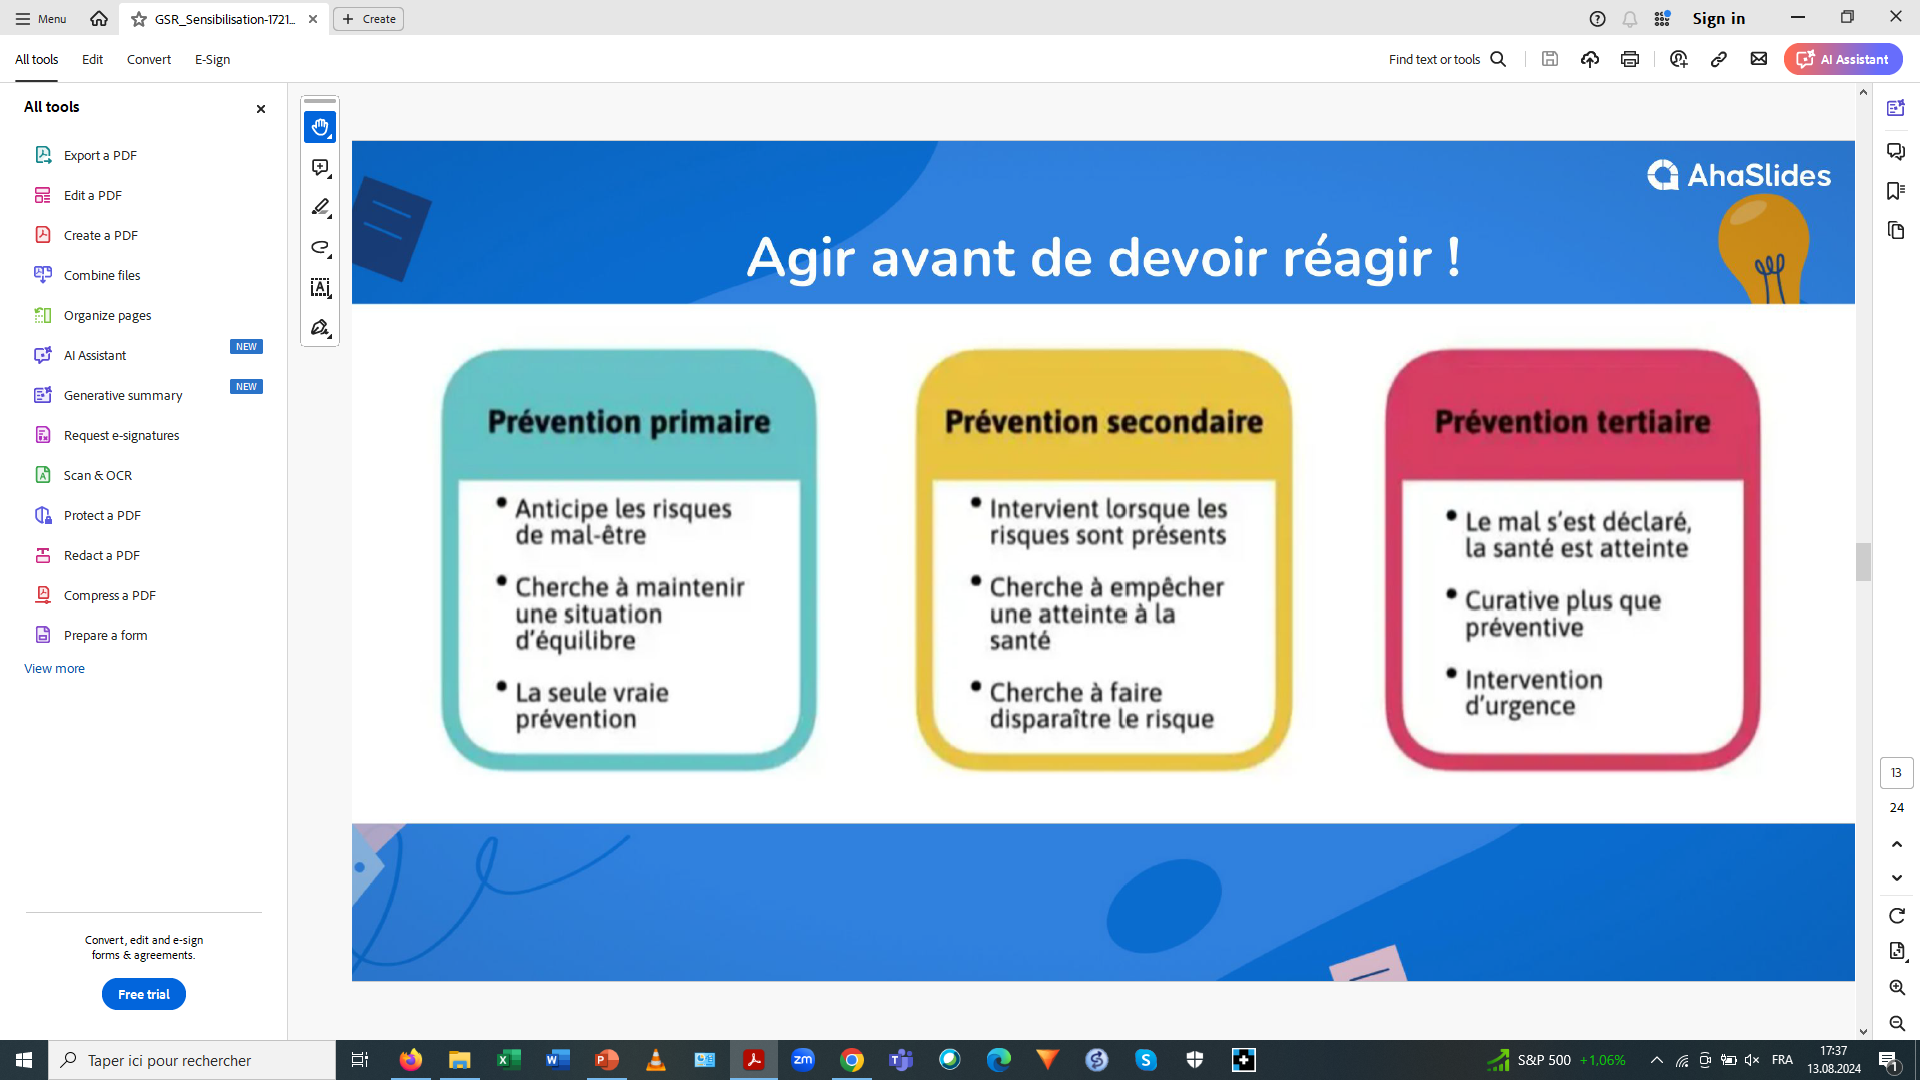 Menu
GSR_Sensibilisation-1721...
Create
Sign in
All tools
Edit
Convert
E-Sign
Find text or tools
AI Assistant
All tools
Export a PDF
Edit a PDF
Create a PDF
Combine files
Organize pages
AI Assistant
NEW
Generative summary
NEW
Request e-signatures
Scan & OCR
Protect a PDF
Redact a PDF
Compress a PDF
Prepare a form
View more
Convert, edit and e-sign
forms & agreements.
Free trial
AhaSlides
Agir avant de devoir réagir !
Prévention primaire
• Anticipe les risques
de mal-être
• Cherche à maintenir
une situation
d'équilibre
• La seule vraie
prévention
Prévention secondaire
• Intervient lorsque les
risques sont présents
• Cherche à empêcher
une atteinte à la
santé
• Cherche à faire
disparaître le risque
Prévention tertiaire
• Le mal s'est déclaré,
la santé est atteinte
• Curative plus que
préventive
• Intervention
d'urgence
13
24
Taper ici pour rechercher
zm
S&P 500 +1,06%
FRA
17:37
13.08.2024
1